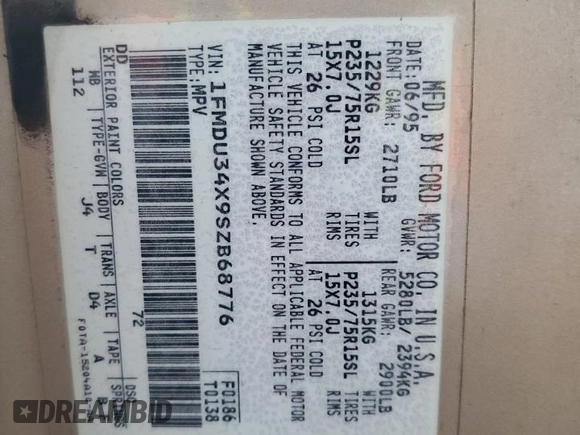 MFD. BY FORD MOTOR CO. IN U.S.A.
DATE: 06/95 GVWR: 5280LB/ 2394KG
FRONT GAWR: 2710LB REAR GAWR: 2900LB
1229KG WITH 1315KG WITH
P235/75R15SL TIRES P235/75R15SL TIRES
15X7.0J RIMS 15X7.0J RIMS
AT 26 PSI COLD AT 26 PSI COLD
THIS VEHICLE CONFORMS TO ALL APPLICABLE FEDERAL MOTOR
VEHICLE SAFETY STANDARDS IN EFFECT ON THE DATE OF
MANUFACTURE SHOWN ABOVE.
VIN: 1FMDU34X9SZB68776 F0186
TYPE: MPV T0138
DD 72
EXTERIOR PAINT COLORS DSO
WB TYPE-GVW BODY TRANS AXLE TAPE
112 J4 T D4 A
DREAMBID